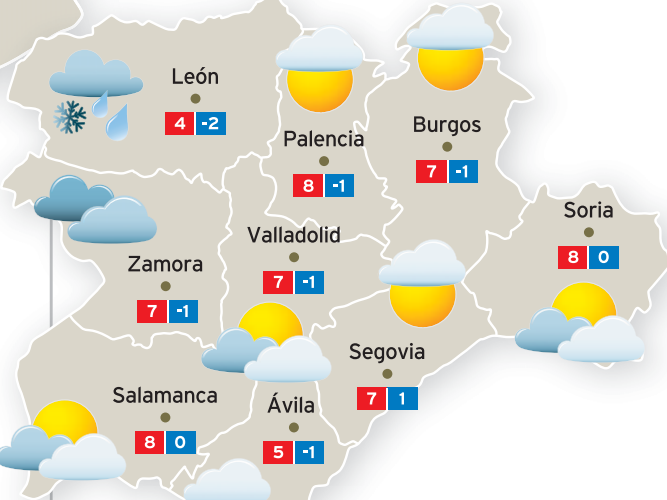 León
4 -2
Palencia
8 -1
Burgos
7 -1
Soria
8 0
Valladolid
7 -1
Zamora
7 -1
Segovia
7 1
Salamanca
8 0
Ávila
5 -1